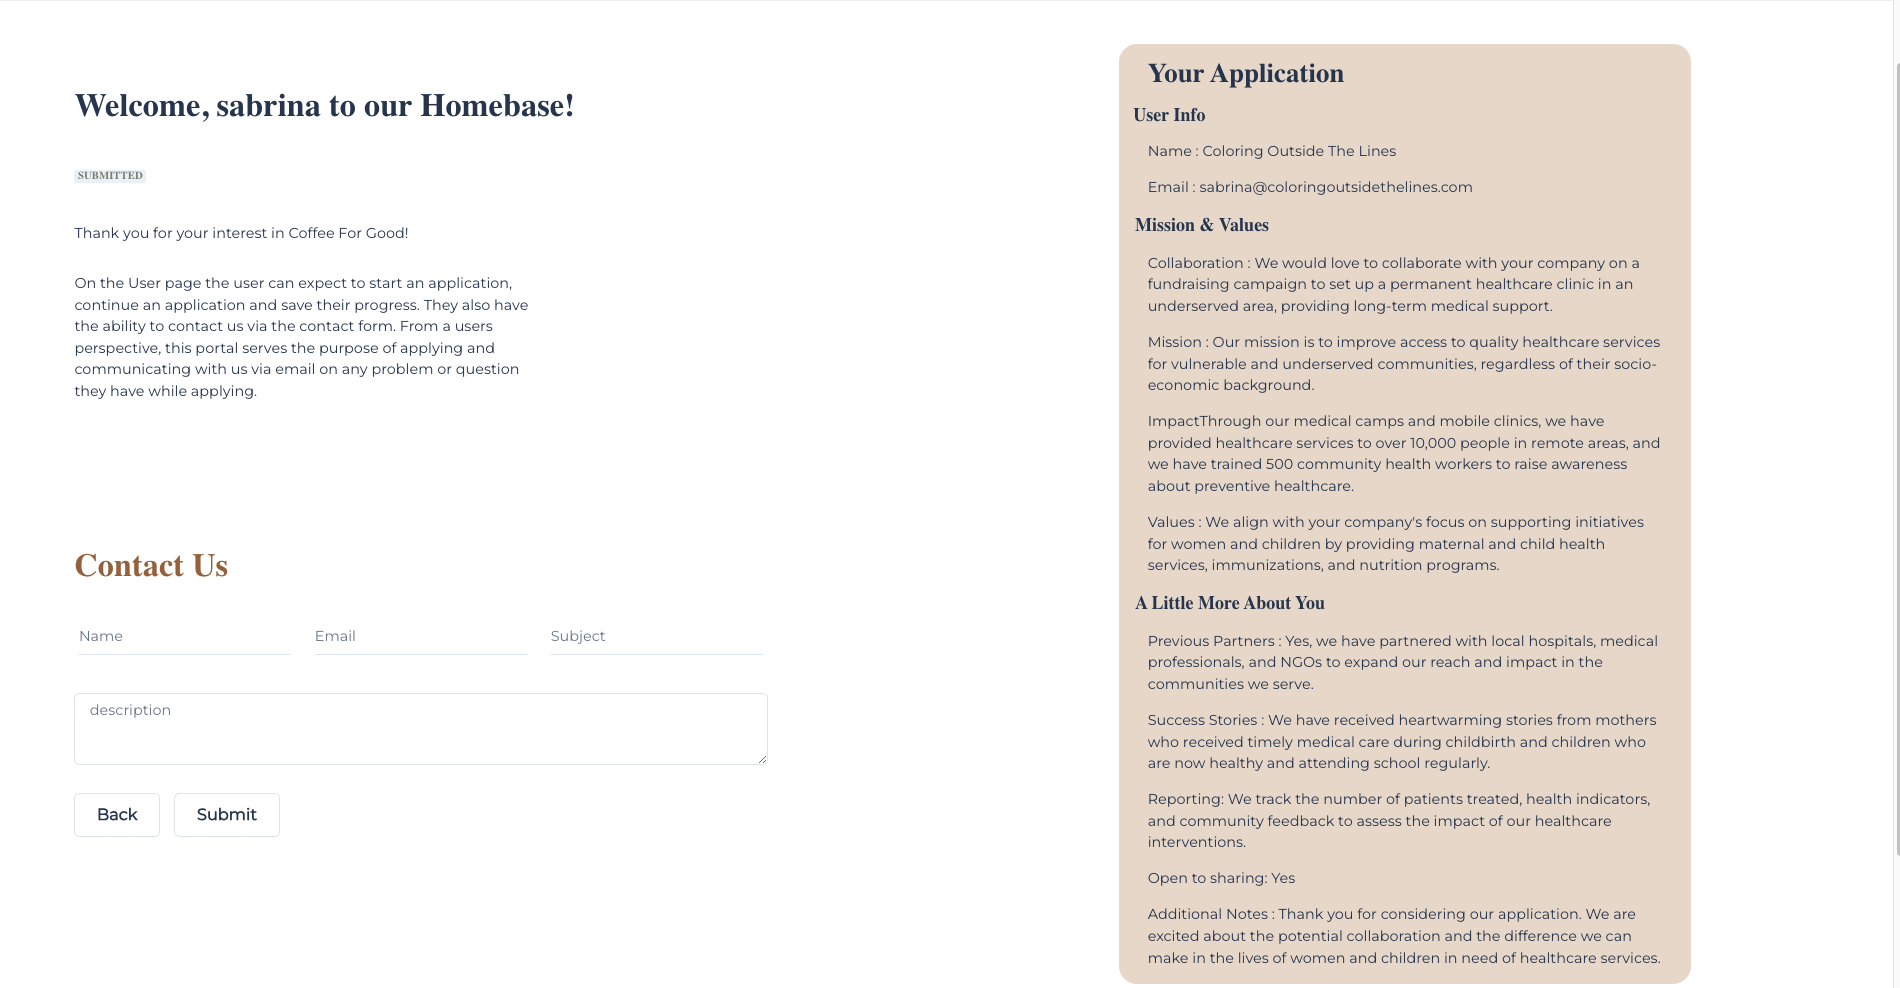 Welcome, sabrina to our Homebase!
SUBMITTED
Thank you for your interest in Coffee For Good!
On the User page the user can expect to start an application,
continue an application and save their progress. They also have
the ability to contact us via the contact form. From a users
perspective, this portal serves the purpose of applying and
communicating with us via email on any problem or question
they have while applying.
Contact Us
Name
Email
Subject
description
Back
Submit
Your Application
User Info
Name : Coloring Outside The Lines
Email : sabrina@coloringoutsidethelines.com
Mission & Values
Collaboration : We would love to collaborate with your company on a
fundraising campaign to set up a permanent healthcare clinic in an
underserved area, providing long-term medical support.
Mission : Our mission is to improve access to quality healthcare services
for vulnerable and underserved communities, regardless of their socio-
economic background.
ImpactThrough our medical camps and mobile clinics, we have
provided healthcare services to over 10,000 people in remote areas, and
we have trained 500 community health workers to raise awareness
about preventive healthcare.
Values : We align with your company's focus on supporting initiatives
for women and children by providing maternal and child health
services, immunizations, and nutrition programs.
A Little More About You
Previous Partners : Yes, we have partnered with local hospitals, medical
professionals, and NGOs to expand our reach and impact in the
communities we serve.
Success Stories : We have received heartwarming stories from mothers
who received timely medical care during childbirth and children who
are now healthy and attending school regularly.
Reporting: We track the number of patients treated, health indicators,
and community feedback to assess the impact of our healthcare
interventions.
Open to sharing: Yes
Additional Notes : Thank you for considering our application. We are
excited about the potential collaboration and the difference we can
make in the lives of women and children in need of healthcare services.